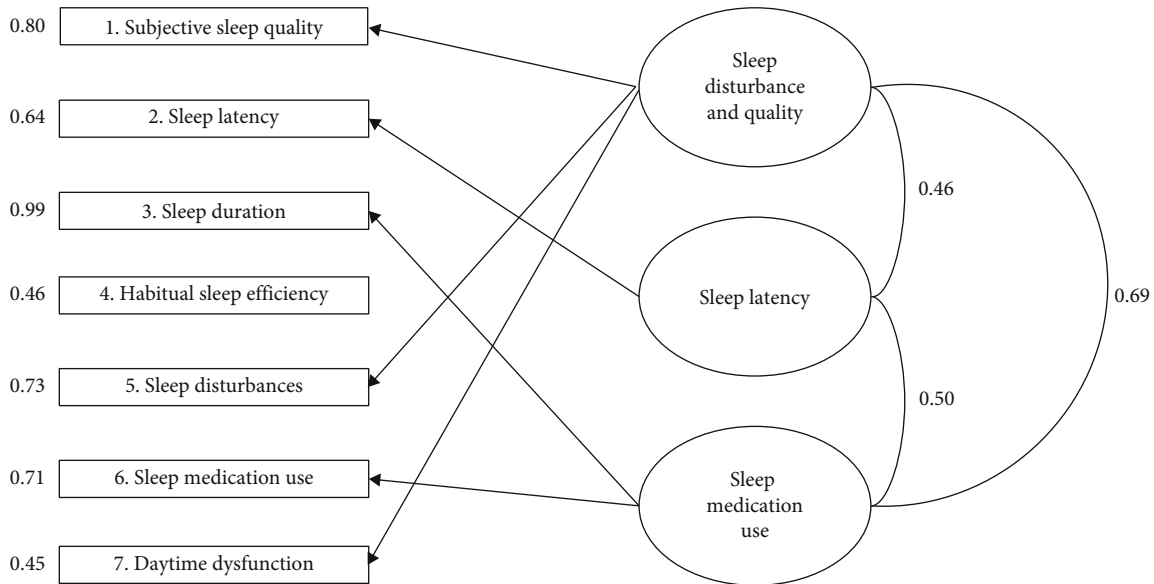 0.80
1. Subjective sleep quality
0.64
2. Sleep latency
0.99
3. Sleep duration
0.46
4. Habitual sleep efficiency
0.73
5. Sleep disturbances
0.71
6. Sleep medication use
0.45
7. Daytime dysfunction
Sleep
disturbance
and quality
Sleep latency
Sleep
medication
use
0.46
0.50
0.69